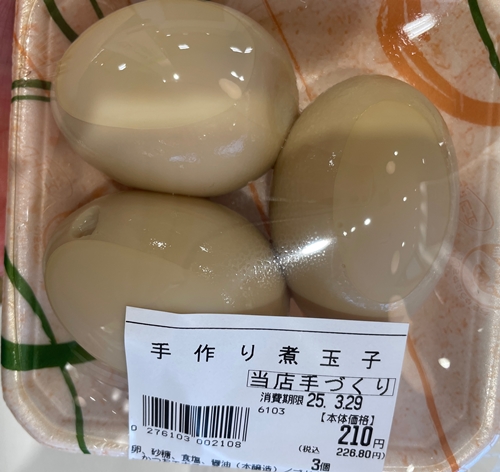 手作り煮玉子
当店手づくり
消費期限 25. 3.29
6103
【本体価格】
210円
(税込 226.80円)
0 276103 002108
3個
卵、砂糖、食塩、醤油(本醸造)